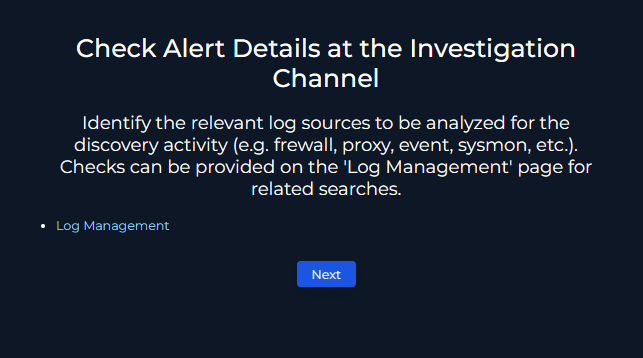 Check Alert Details at the Investigation
Channel
Identify the relevant log sources to be analyzed for the
discovery activity (e.g. frewall, proxy, event, sysmon, etc.).
Checks can be provided on the 'Log Management' page for
related searches.
Log Management
Next